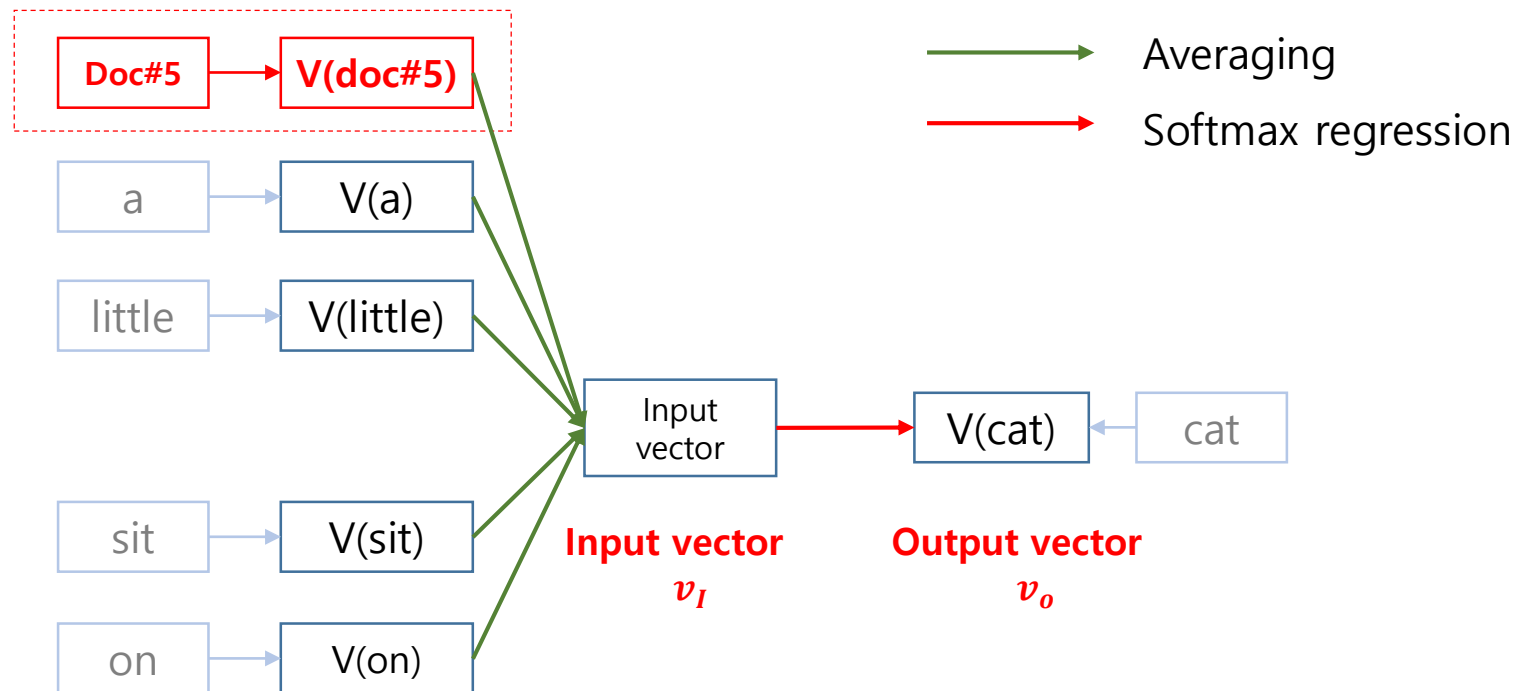 Doc#5
V(doc#5)
Averaging
Softmax regression
a
V(a)
little
V(little)
Input
vector
V(cat)
cat
sit
V(sit)
Input vector
v_I
Output vector
v_o
on
V(on)